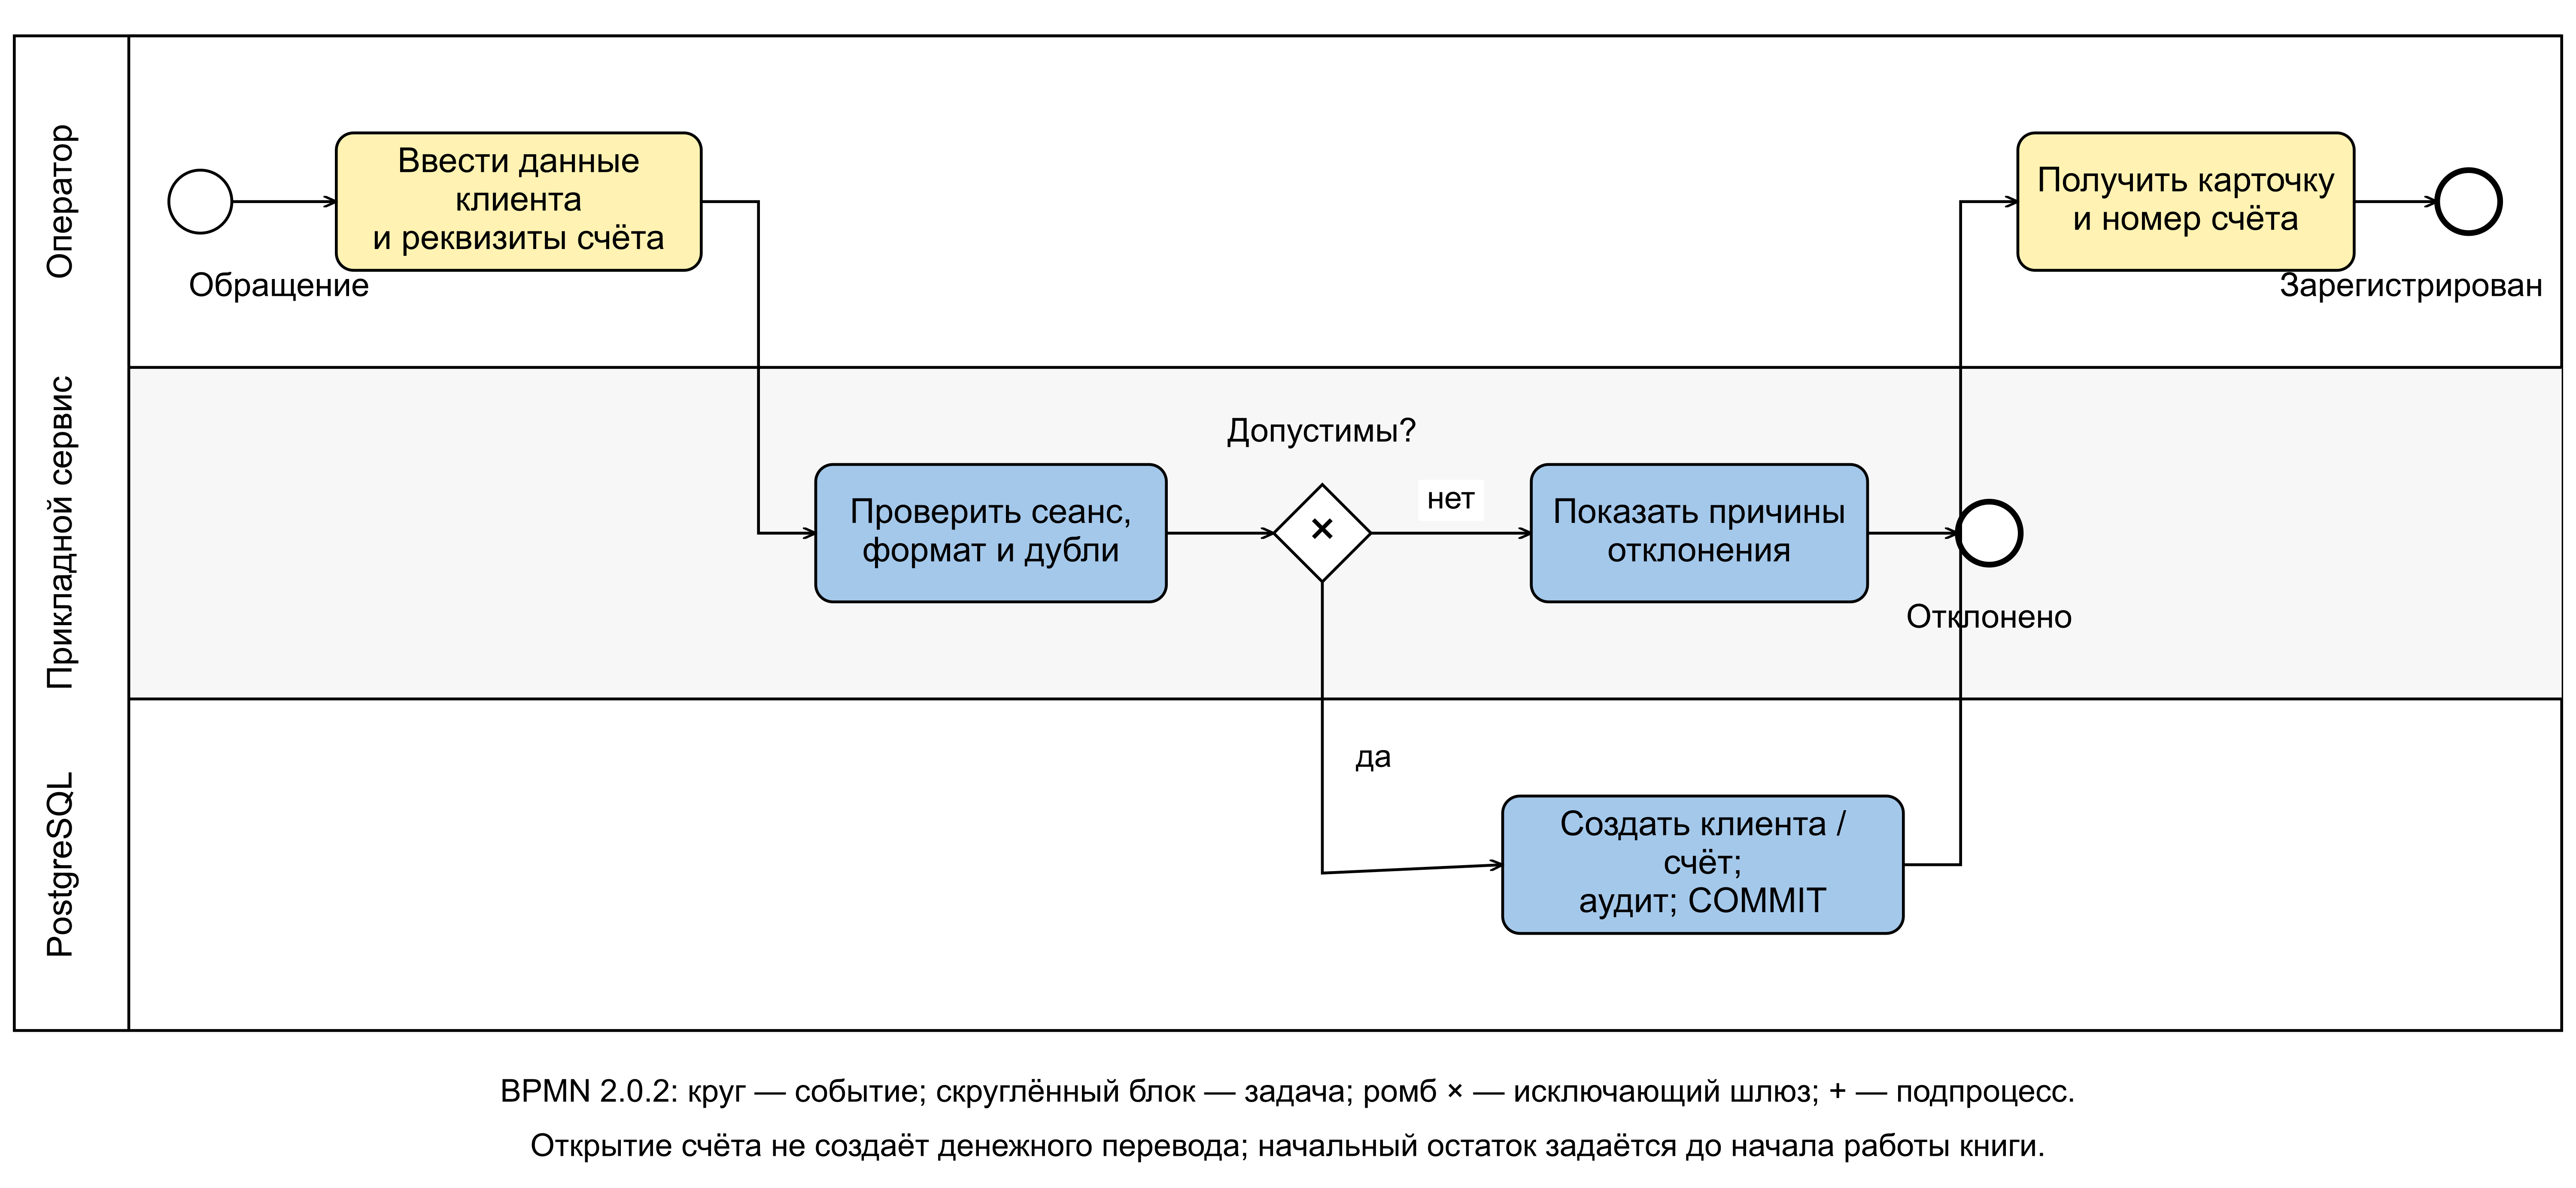 Оператор
Ввести данные
клиента
и реквизиты счёта
Обращение
Получить карточку
и номер счёта
Зарегистрирован
Прикладной сервис
Проверить сеанс,
формат и дубли
Допустимы?
×
нет
Показать причины
отклонения
Отклонено
PostgreSQL
да
Создать клиента /
счёт;
аудит; COMMIT
BPMN 2.0.2: круг — событие; скруглённый блок — задача; ромб × — исключающий шлюз; + — подпроцесс.
Открытие счёта не создаёт денежного перевода; начальный остаток задаётся до начала работы книги.